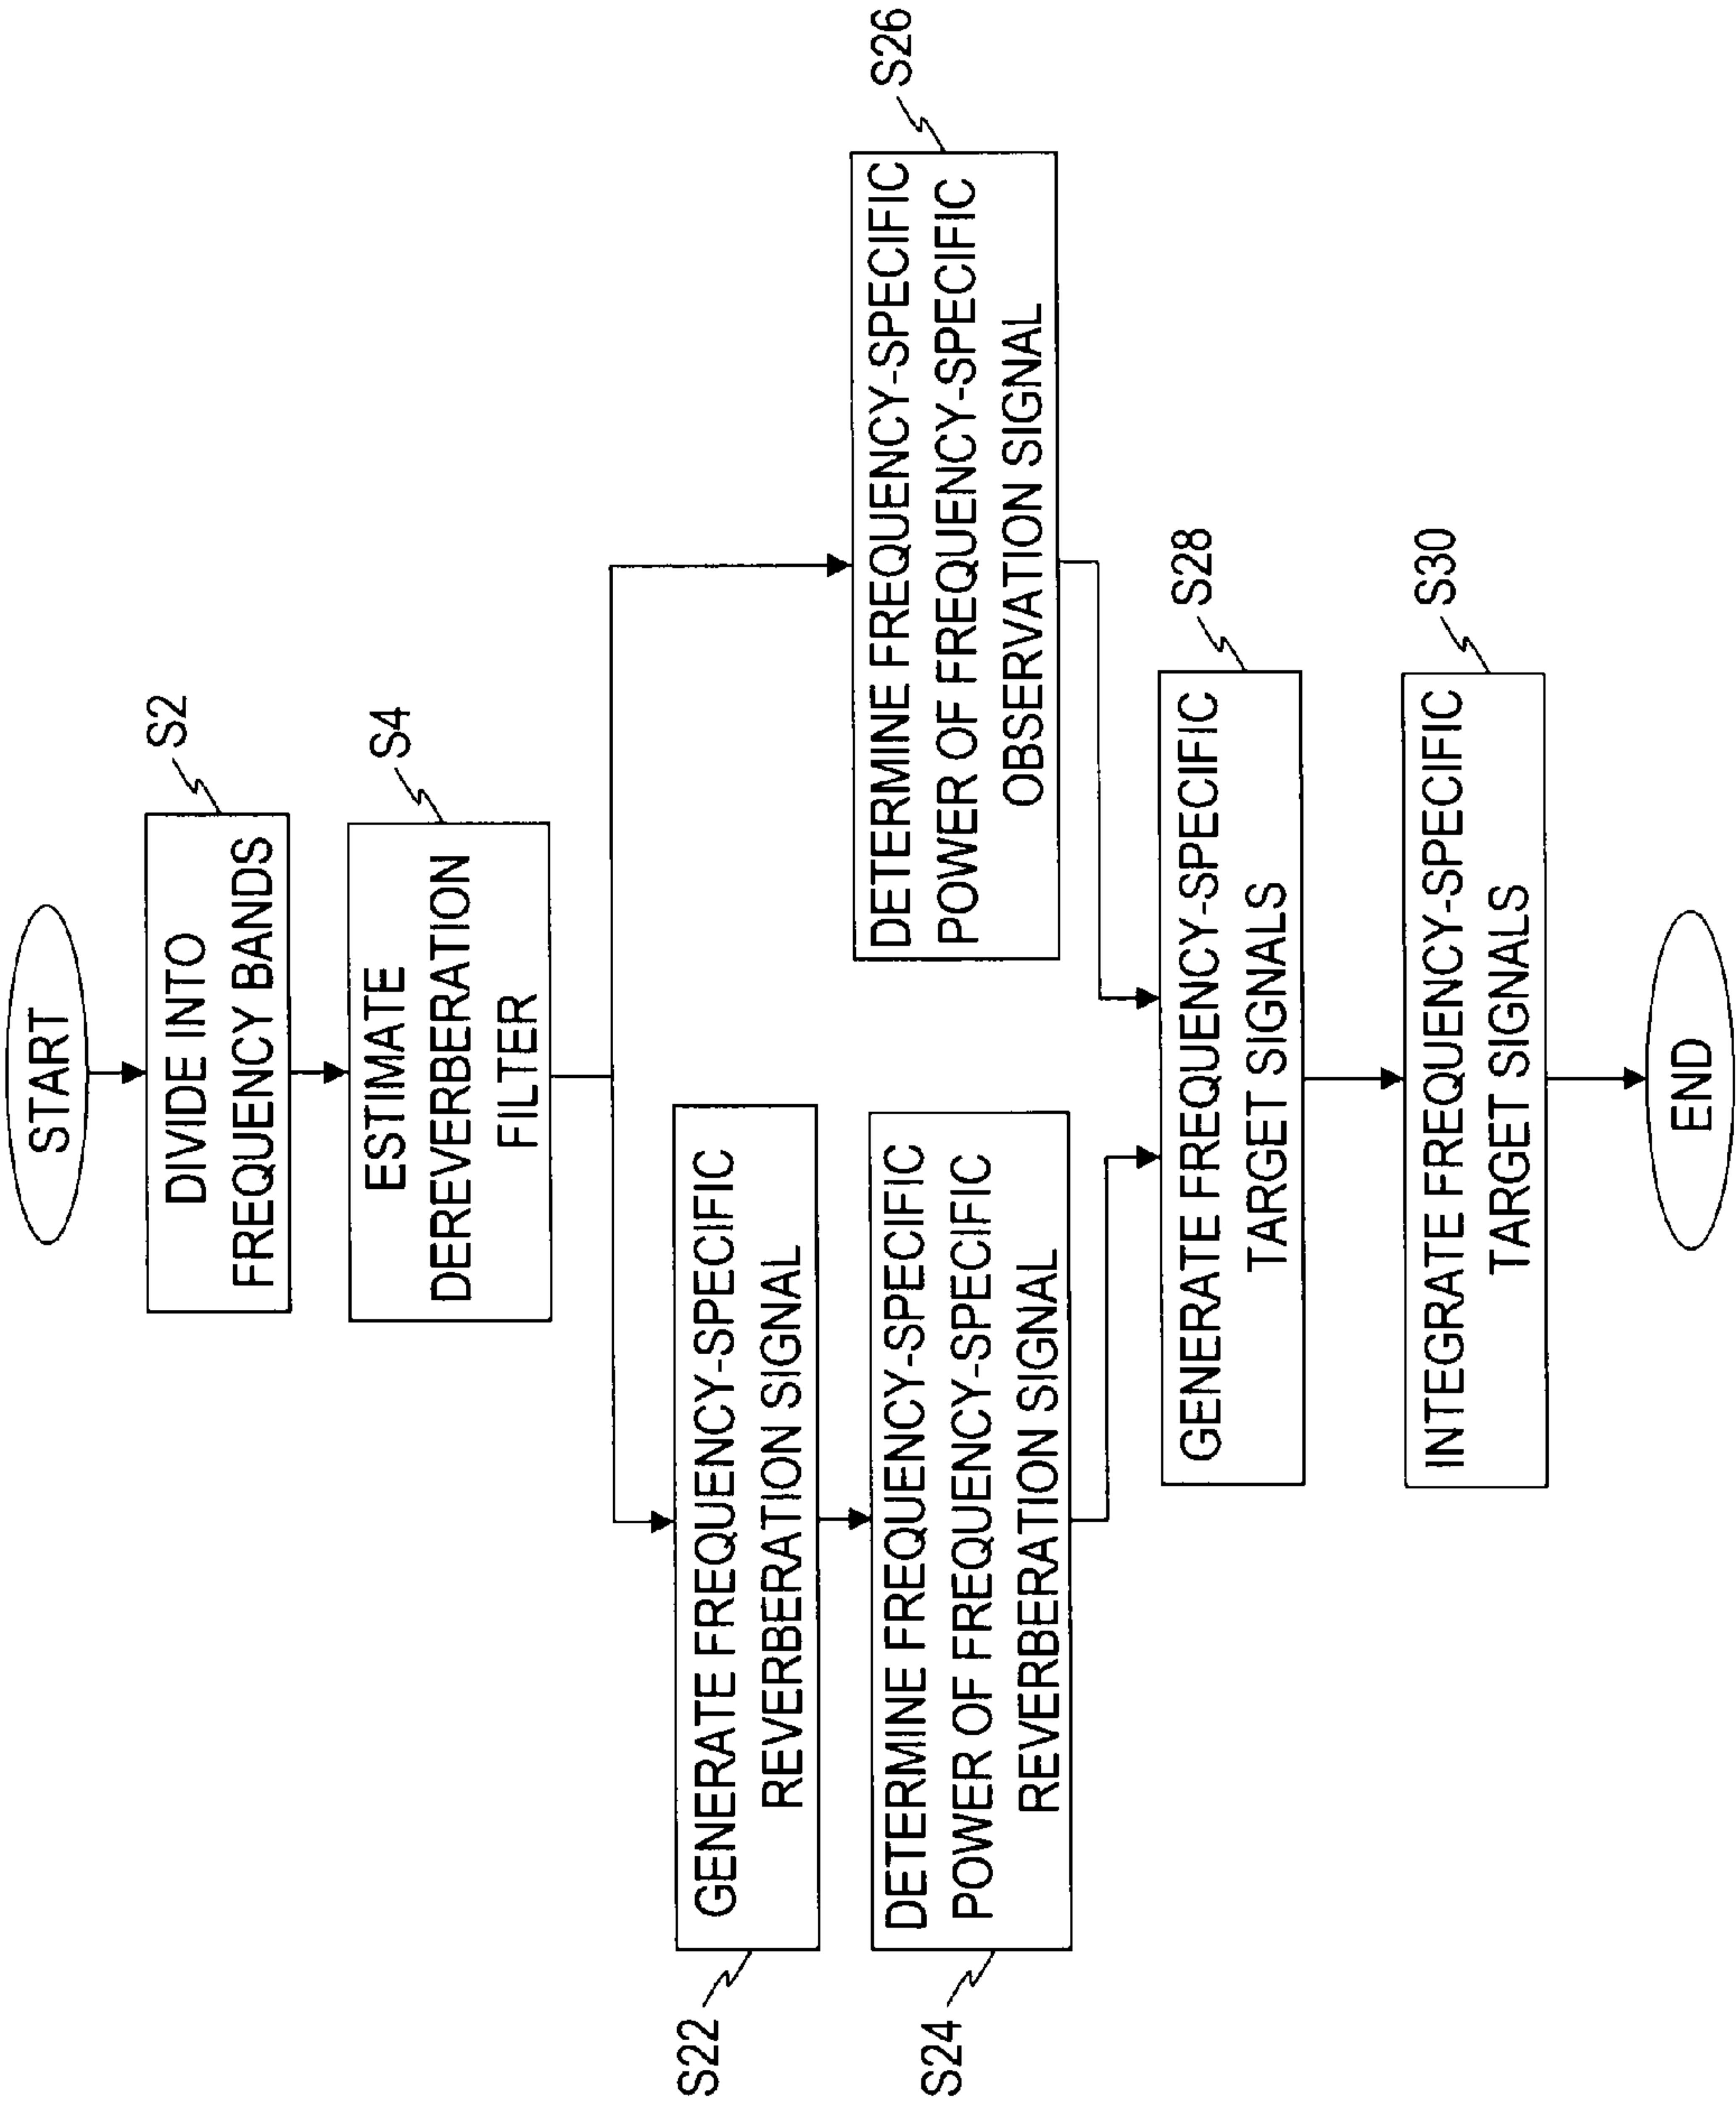 START
DIVIDE INTO
FREQUENCY BANDS
S2
ESTIMATE
DEREVERBERATION
FILTER
S4
GENERATE FREQUENCY-SPECIFIC
REVERBERATION SIGNAL
S22
DETERMINE FREQUENCY-SPECIFIC
POWER OF FREQUENCY-SPECIFIC
REVERBERATION SIGNAL
S24
DETERMINE FREQUENCY-SPECIFIC
POWER OF FREQUENCY-SPECIFIC
OBSERVATION SIGNAL
S26
GENERATE FREQUENCY-SPECIFIC
TARGET SIGNALS
S28
INTEGRATE FREQUENCY-SPECIFIC
TARGET SIGNALS
S30
END